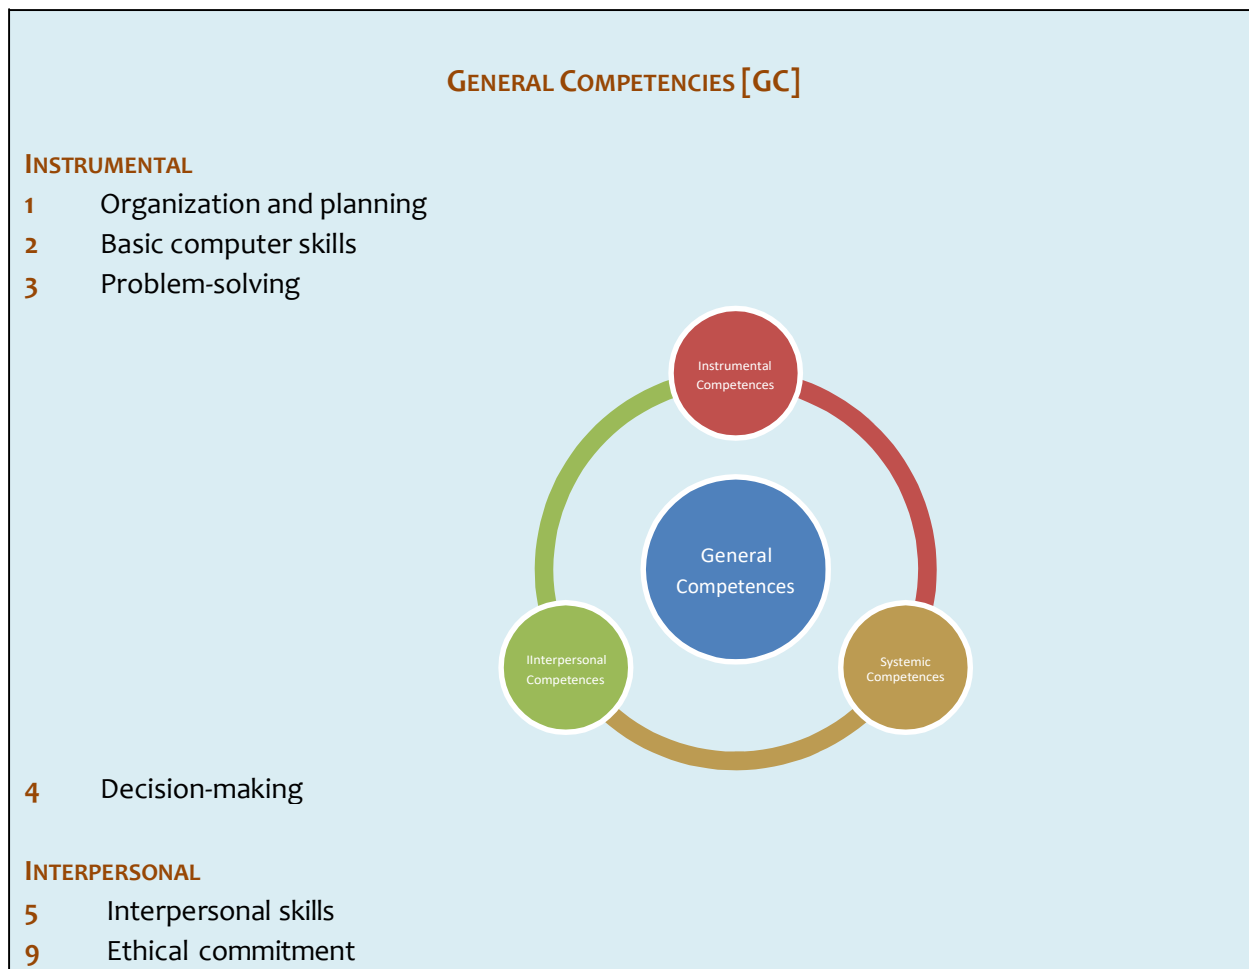 GENERAL COMPETENCIES [GC]
INSTRUMENTAL
1 Organization and planning
2 Basic computer skills
3 Problem-solving
Instrumental
Competences
General
Competences
IInterpersonal
Competences
Systemic
Competences
4 Decision-making
INTERPERSONAL
5 Interpersonal skills
9 Ethical commitment